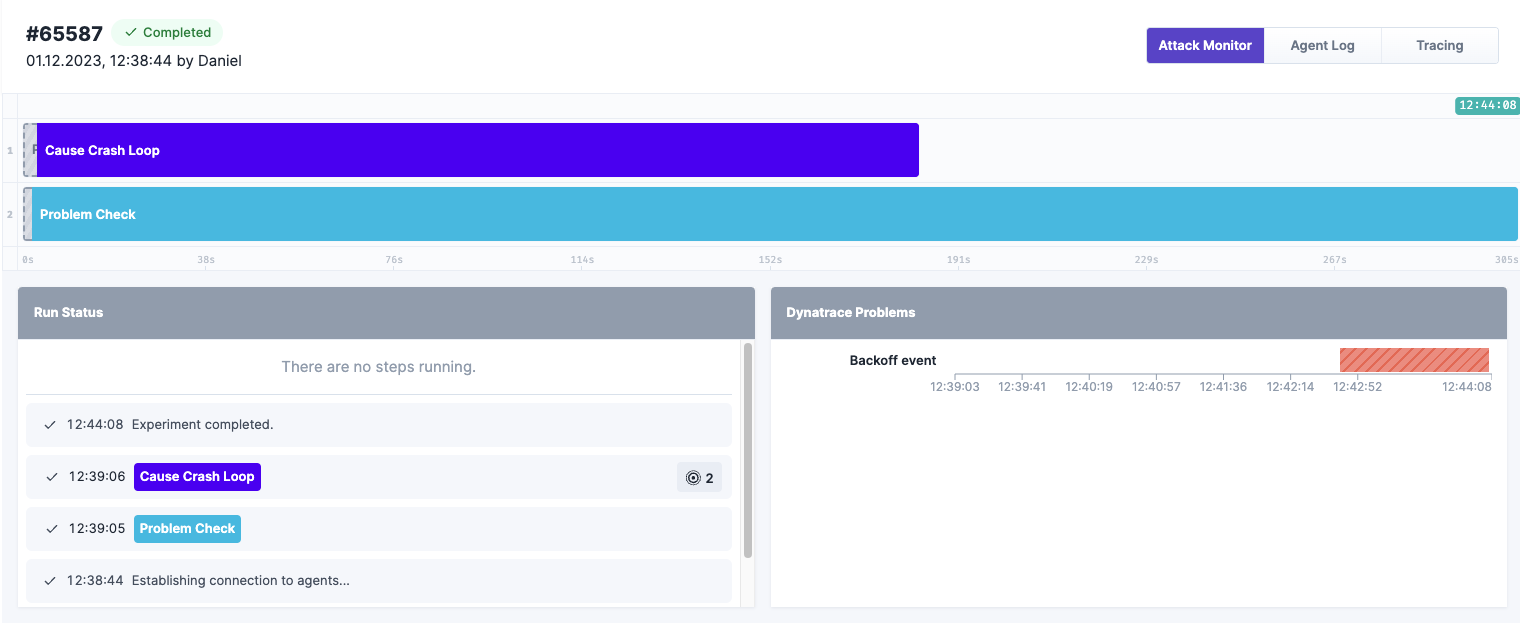 #65587
Completed
01.12.2023, 12:38:44 by Daniel
Attack Monitor
Agent Log
Tracing
12:44:08
1
Cause Crash Loop
2
Problem Check
0s 38s 76s 114s 152s 191s 229s 267s 305s
Run Status
There are no steps running.
12:44:08 Experiment completed.
12:39:06 Cause Crash Loop 2
12:39:05 Problem Check
12:38:44 Establishing connection to agents...
Dynatrace Problems
Backoff event
12:39:03 12:39:41 12:40:19 12:40:57 12:41:36 12:42:14 12:42:52 12:44:08